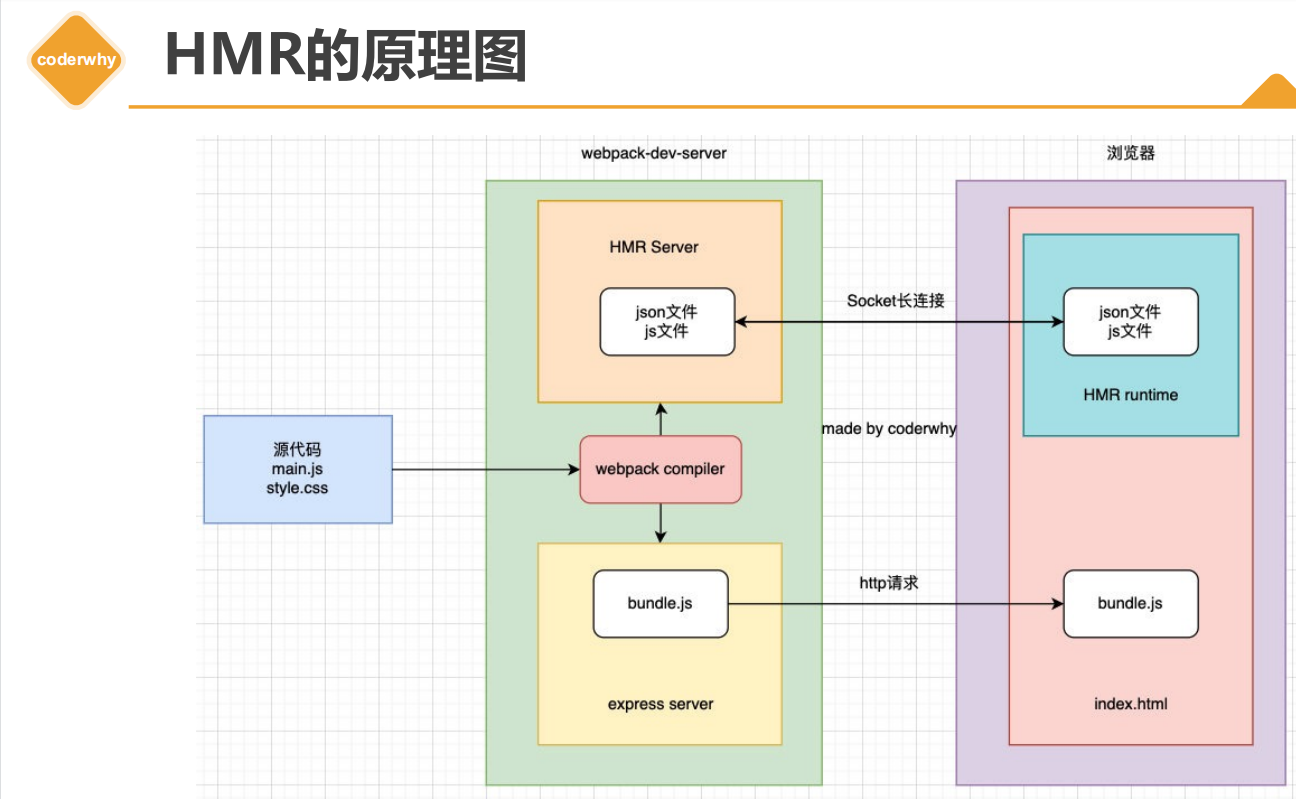 coderwhy
HMR的原理图
webpack-dev-server
浏览器
HMR Server
json文件
js文件
Socket长连接
json文件
js文件
HMR runtime
made by coderwhy
源代码
main.js
style.css
webpack compiler
http请求
bundle.js
bundle.js
express server
index.html